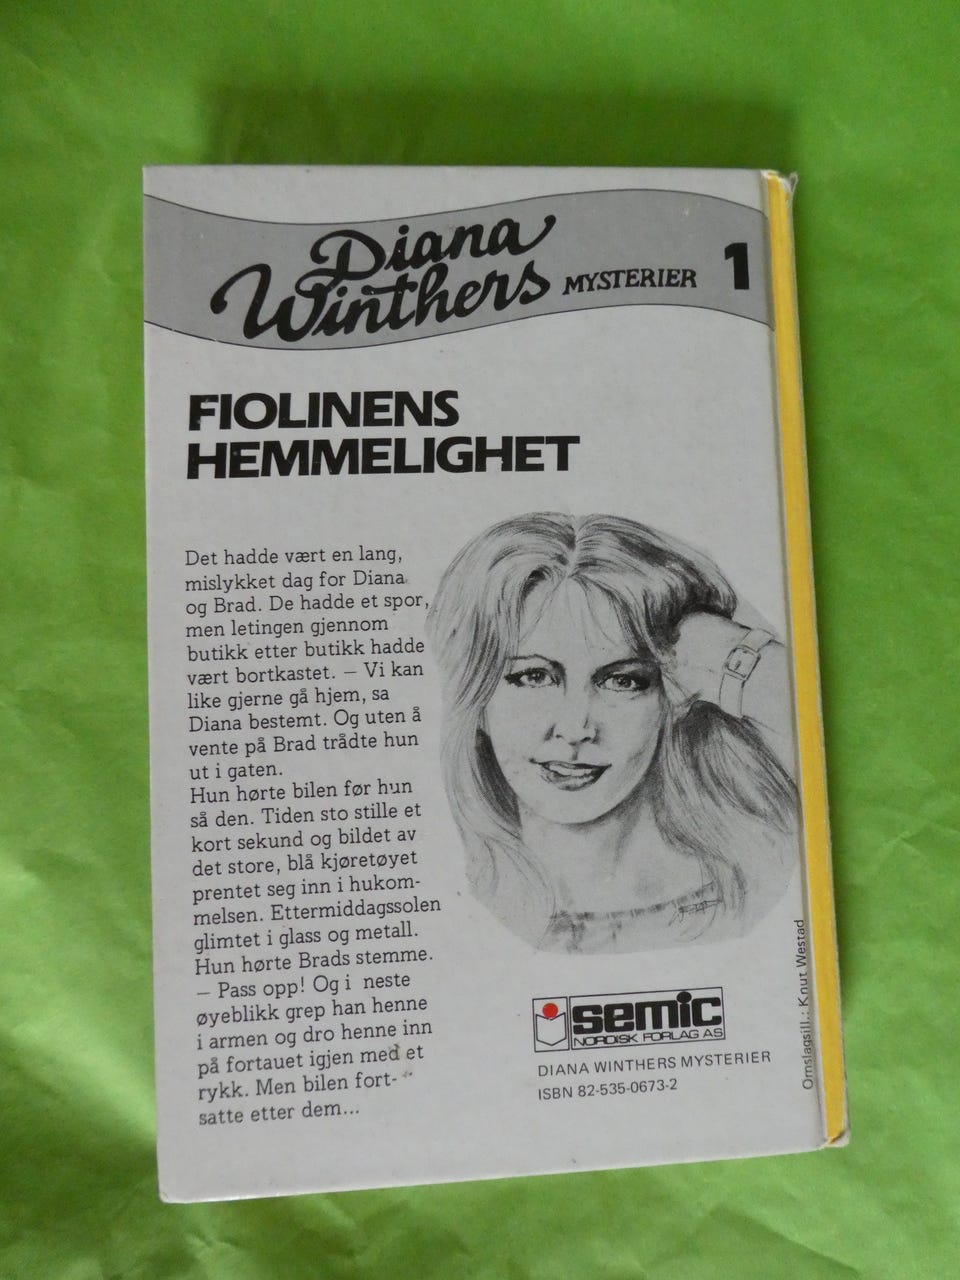 Diana
Winthers MYSTERIER 1
FIOLINENS
HEMMELIGHET
Det hadde vært en lang,
mislykket dag for Diana
og Brad. De hadde et spor,
men letingen gjennom
butikk etter butikk hadde
vært bortkastet. – Vi kan
like gjerne gå hjem, sa
Diana bestemt. Og uten å
vente på Brad trådte hun
ut i gaten.
Hun hørte bilen før hun
så den. Tiden sto stille et
kort sekund og bildet av
det store, blå kjøretøyet
prentet seg inn i hukom-
melsen. Ettermiddagssolen
glimtet i glass og metall.
Hun hørte Brads stemme.
– Pass opp! Og i neste
øyeblikk grep han henne
i armen og dro henne inn
på fortauet igjen med et
rykk. Men bilen fort-
satte etter dem...
semic
NORDISK FORLAG AS
DIANA WINTHERS MYSTERIER
ISBN 82-535-0673-2
Omslagsill.: Knut Westad